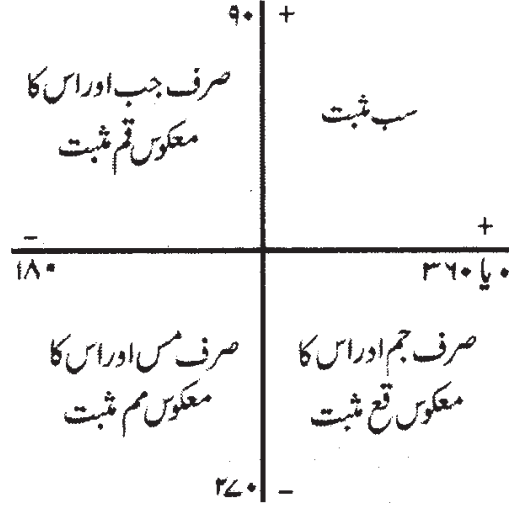 ۹۰ +
صرف جب اور اس کا
معکوس قم مثبت
سب مثبت
−
+
۱۸۰
۰ یا ۳۶۰
صرف مس اور اس کا
معکوس مم مثبت
صرف جم اور اس کا
معکوس قع مثبت
۲۷۰ −